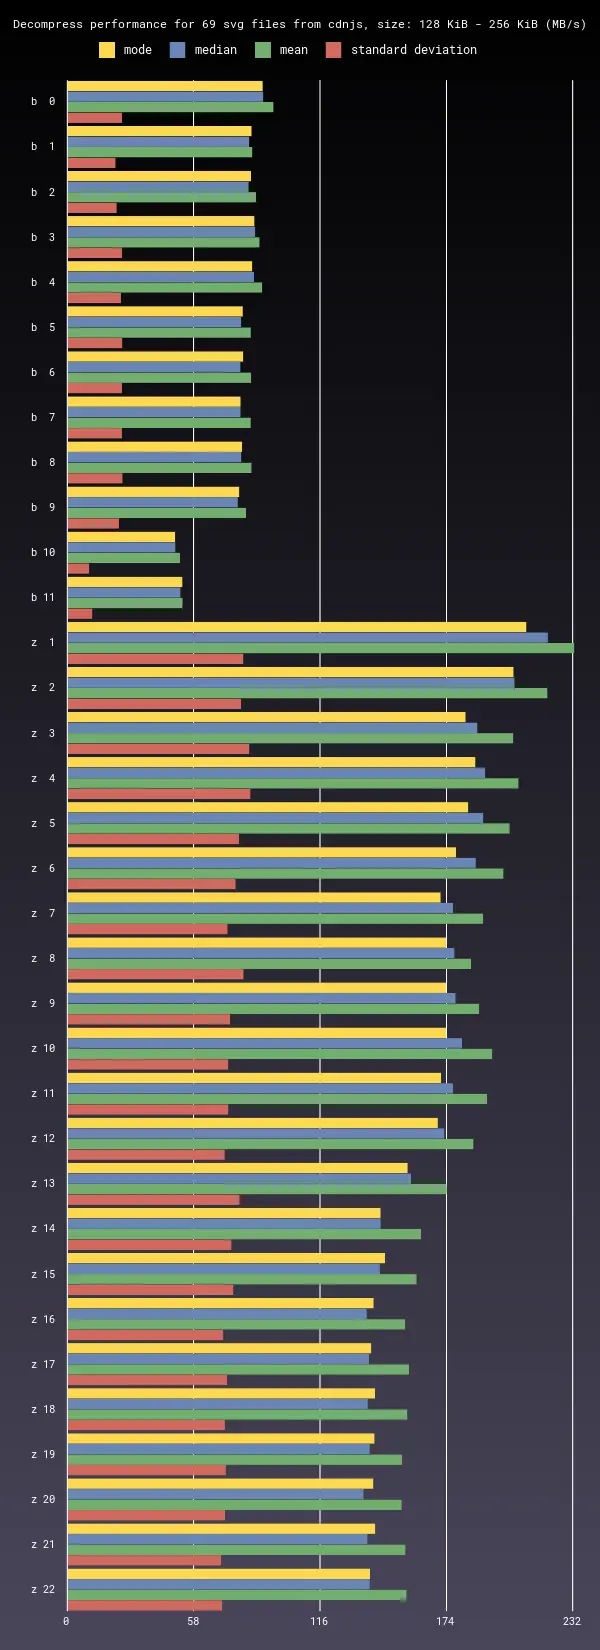 Decompress performance for 69 svg files from cdnjs, size: 128 KiB - 256 KiB (MB/s)
mode median mean standard deviation
b 0
b 1
b 2
b 3
b 4
b 5
b 6
b 7
b 8
b 9
b 10
b 11
z 1
z 2
z 3
z 4
z 5
z 6
z 7
z 8
z 9
z 10
z 11
z 12
z 13
z 14
z 15
z 16
z 17
z 18
z 19
z 20
z 21
z 22
0 58 116 174 232